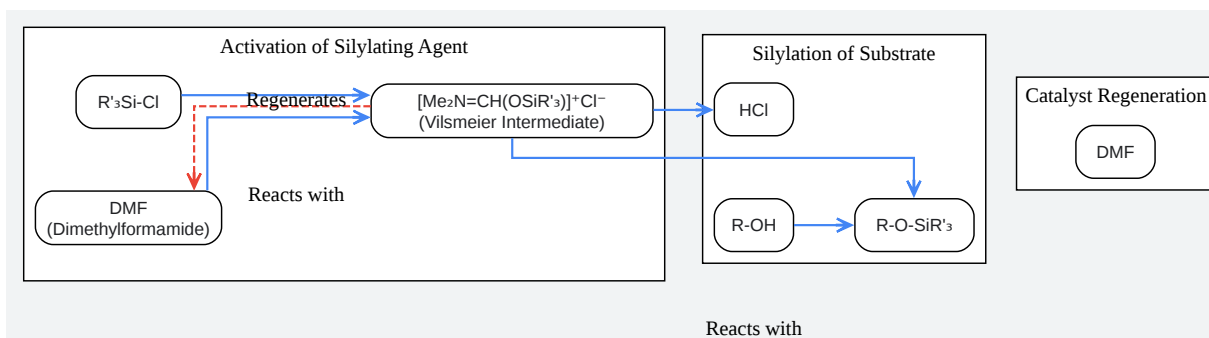 Activation of Silylating Agent
R'₃Si-Cl
Regenerates
[Me₂N=CH(OSiR'₃)]⁺Cl⁻
(Vilsmeier Intermediate)
DMF
(Dimethylformamide)
Reacts with
Silylation of Substrate
HCl
R-OH
R-O-SiR'₃
Catalyst Regeneration
DMF
Reacts with